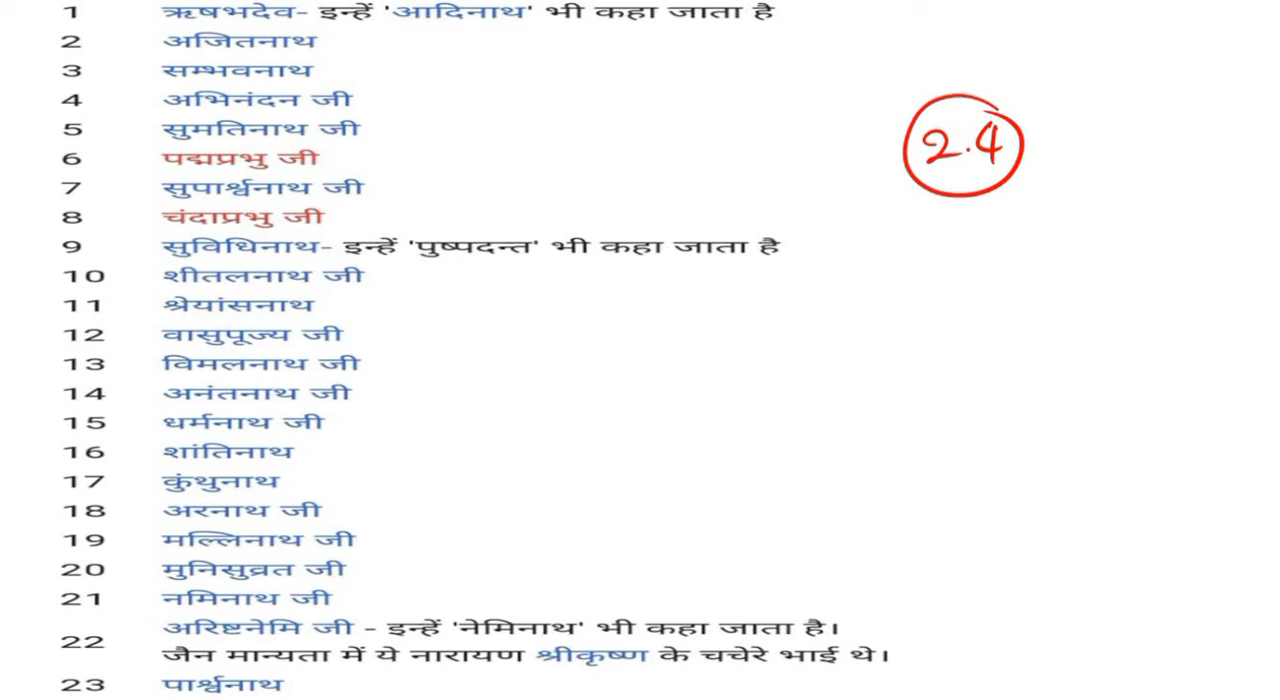 1 ऋषभदेव- इन्हें 'आदिनाथ' भी कहा जाता है
2 अजितनाथ
3 सम्भवनाथ
4 अभिनंदन जी
5 सुमतिनाथ जी
2.4
6 पद्मप्रभु जी
7 सुपार्श्वनाथ जी
8 चंदाप्रभु जी
9 सुविधिनाथ- इन्हें 'पुष्पदन्त' भी कहा जाता है
10 शीतलनाथ जी
11 श्रेयांसनाथ
12 वासुपूज्य जी
13 विमलनाथ जी
14 अनंतनाथ जी
15 धर्मनाथ जी
16 शांतिनाथ
17 कुंथुनाथ
18 अरनाथ जी
19 मल्लिनाथ जी
20 मुनिसुव्रत जी
21 नमिनाथ जी
22 अरिष्टनेमि जी - इन्हें 'नेमिनाथ' भी कहा जाता है।
जैन मान्यता में ये नारायण श्रीकृष्ण के चचेरे भाई थे।
23 पार्श्वनाथ